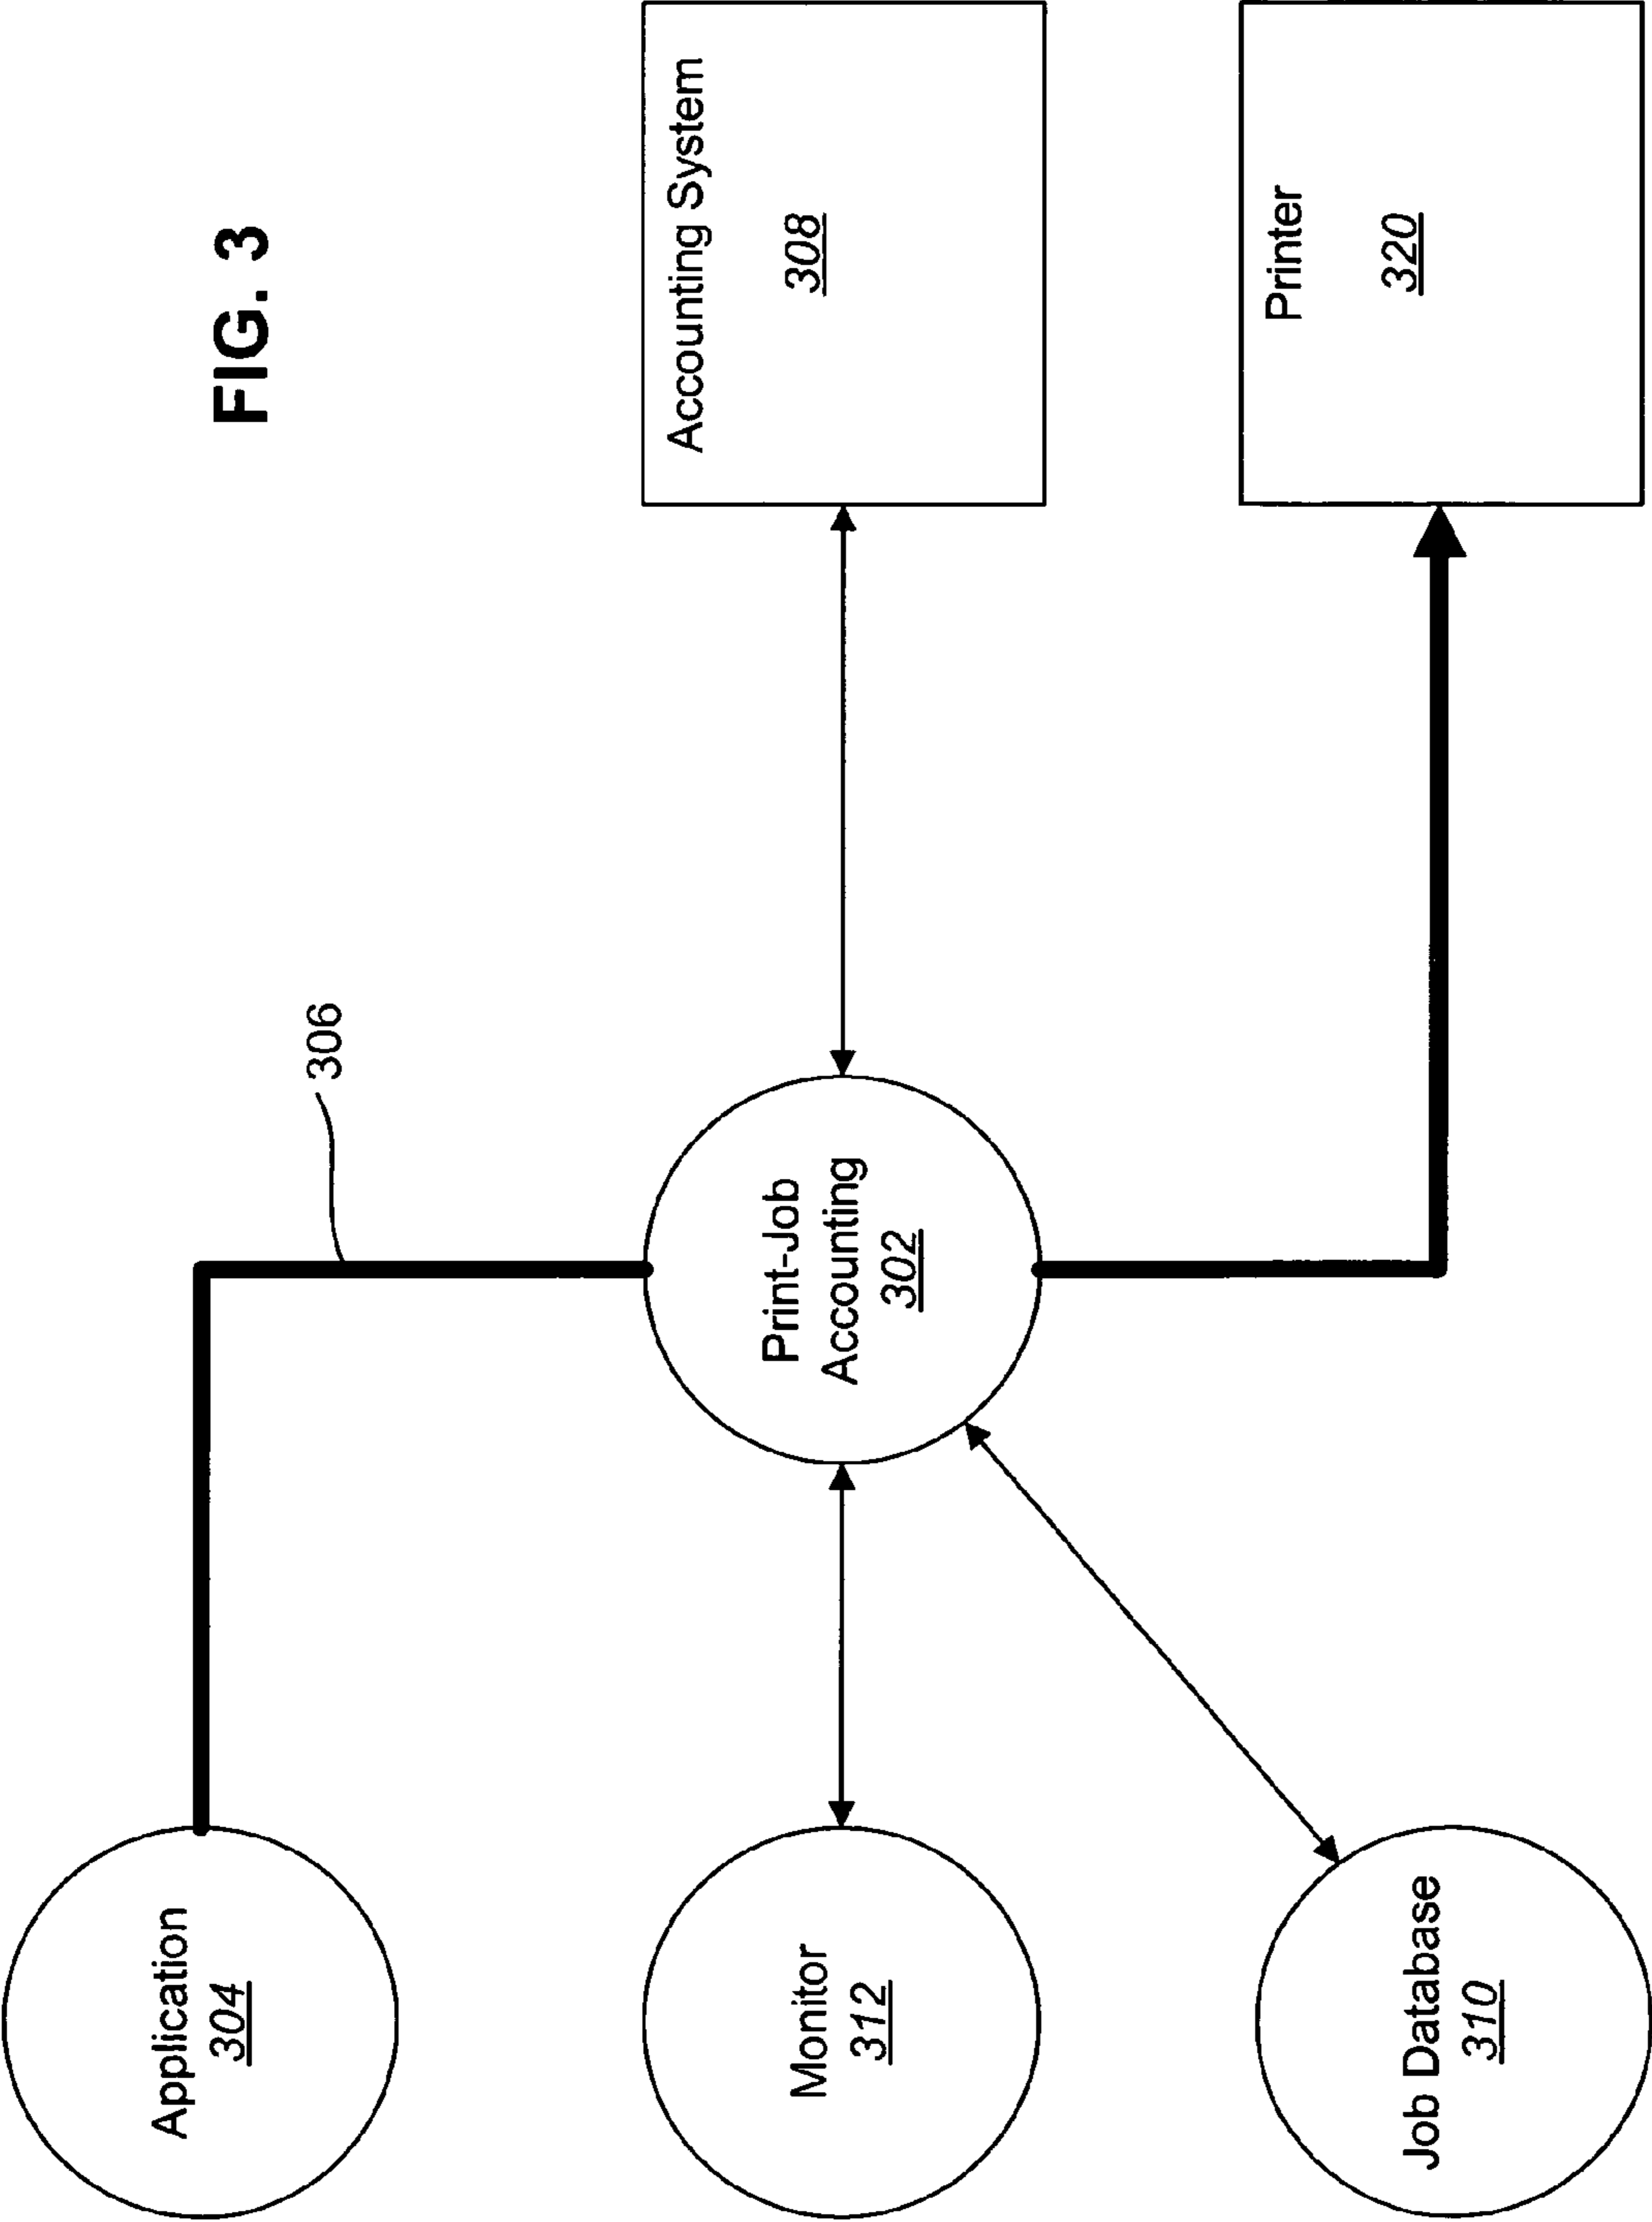 FIG. 3
Application
304
306
Accounting System
308
Monitor
312
Print-Job
Accounting
302
Printer
320
Job Database
310